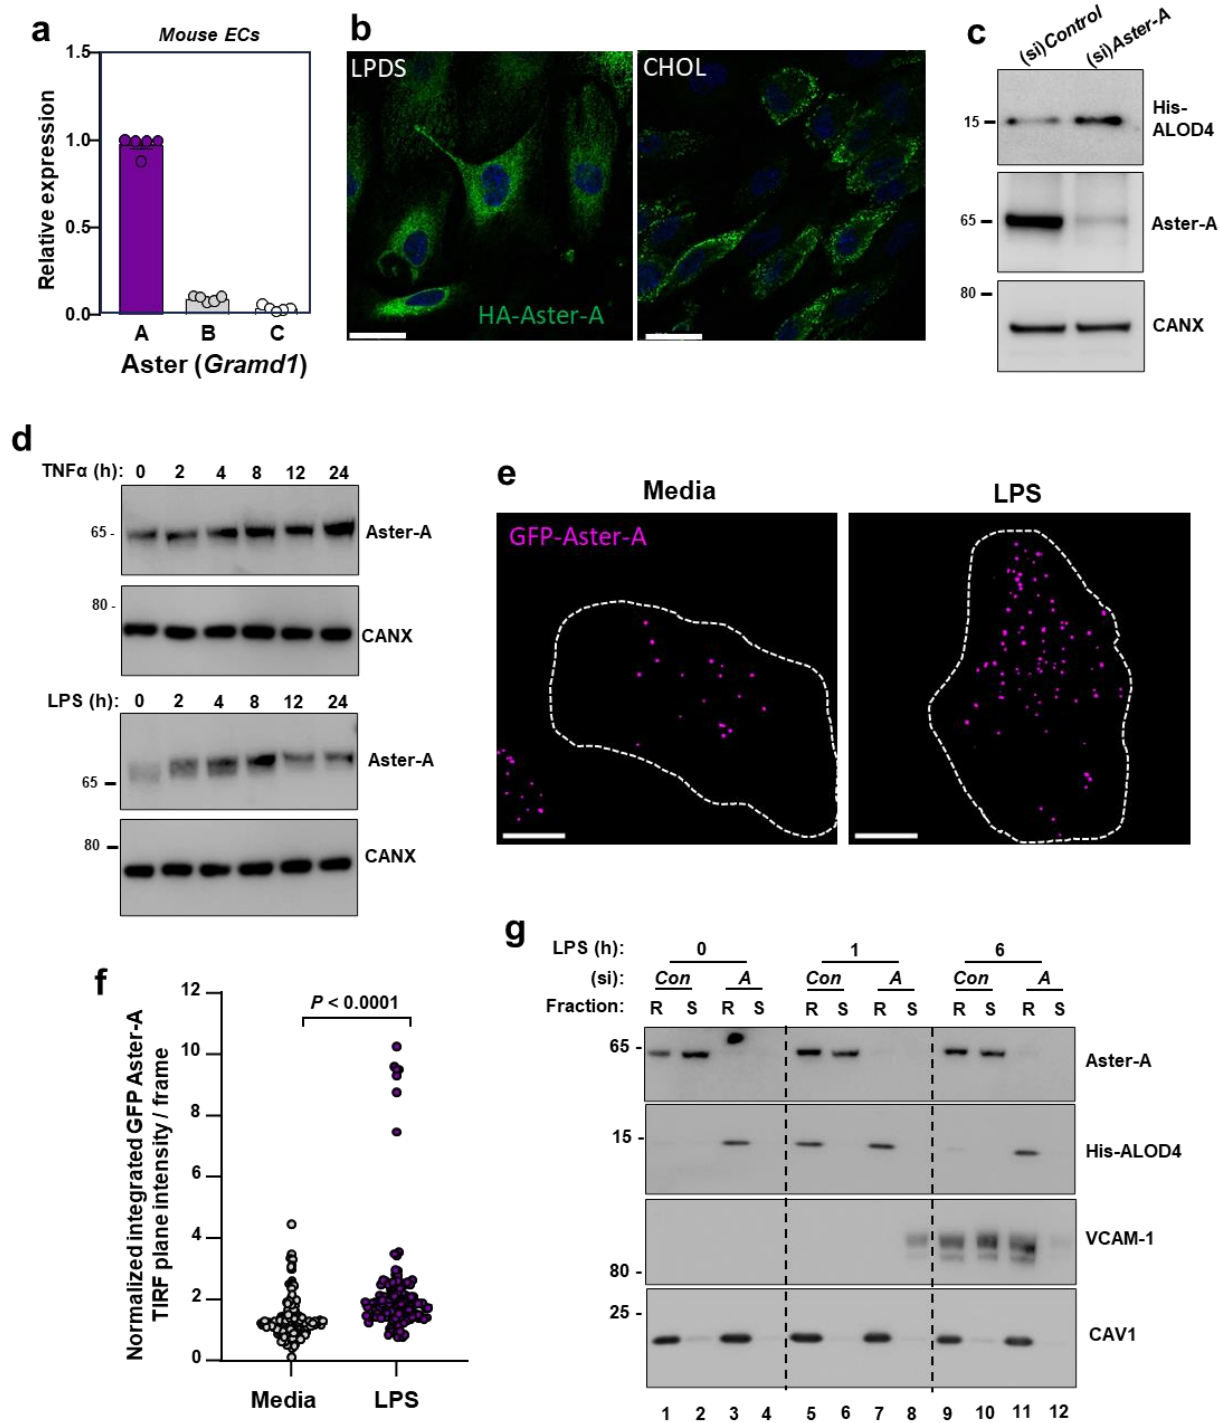 a
Mouse ECs
1.5
1.0
0.5
0.0
Relative expression
A B C
Aster (Gramd1)
b
LPDS
CHOL
HA-Aster-A
c
(si)Control (si)Aster-A
15
His-
ALOD4
65
Aster-A
80
CANX
d
TNFα (h): 0 2 4 8 12 24
65 -
Aster-A
80 -
CANX
LPS (h): 0 2 4 8 12 24
Aster-A
65
80
CANX
e
Media
LPS
GFP-Aster-A
f
12
10
8
6
4
2
0
Normalized integrated GFP Aster-A
TIRF plane intensity / frame
P < 0.0001
Media LPS
g
LPS (h): 0 1 6
(si): Con A Con A Con A
Fraction: R S R S R S R S R S R S
65 -
Aster-A
15 -
His-ALOD4
VCAM-1
80 -
25 -
CAV1
1 2 3 4 5 6 7 8 9 10 11 12